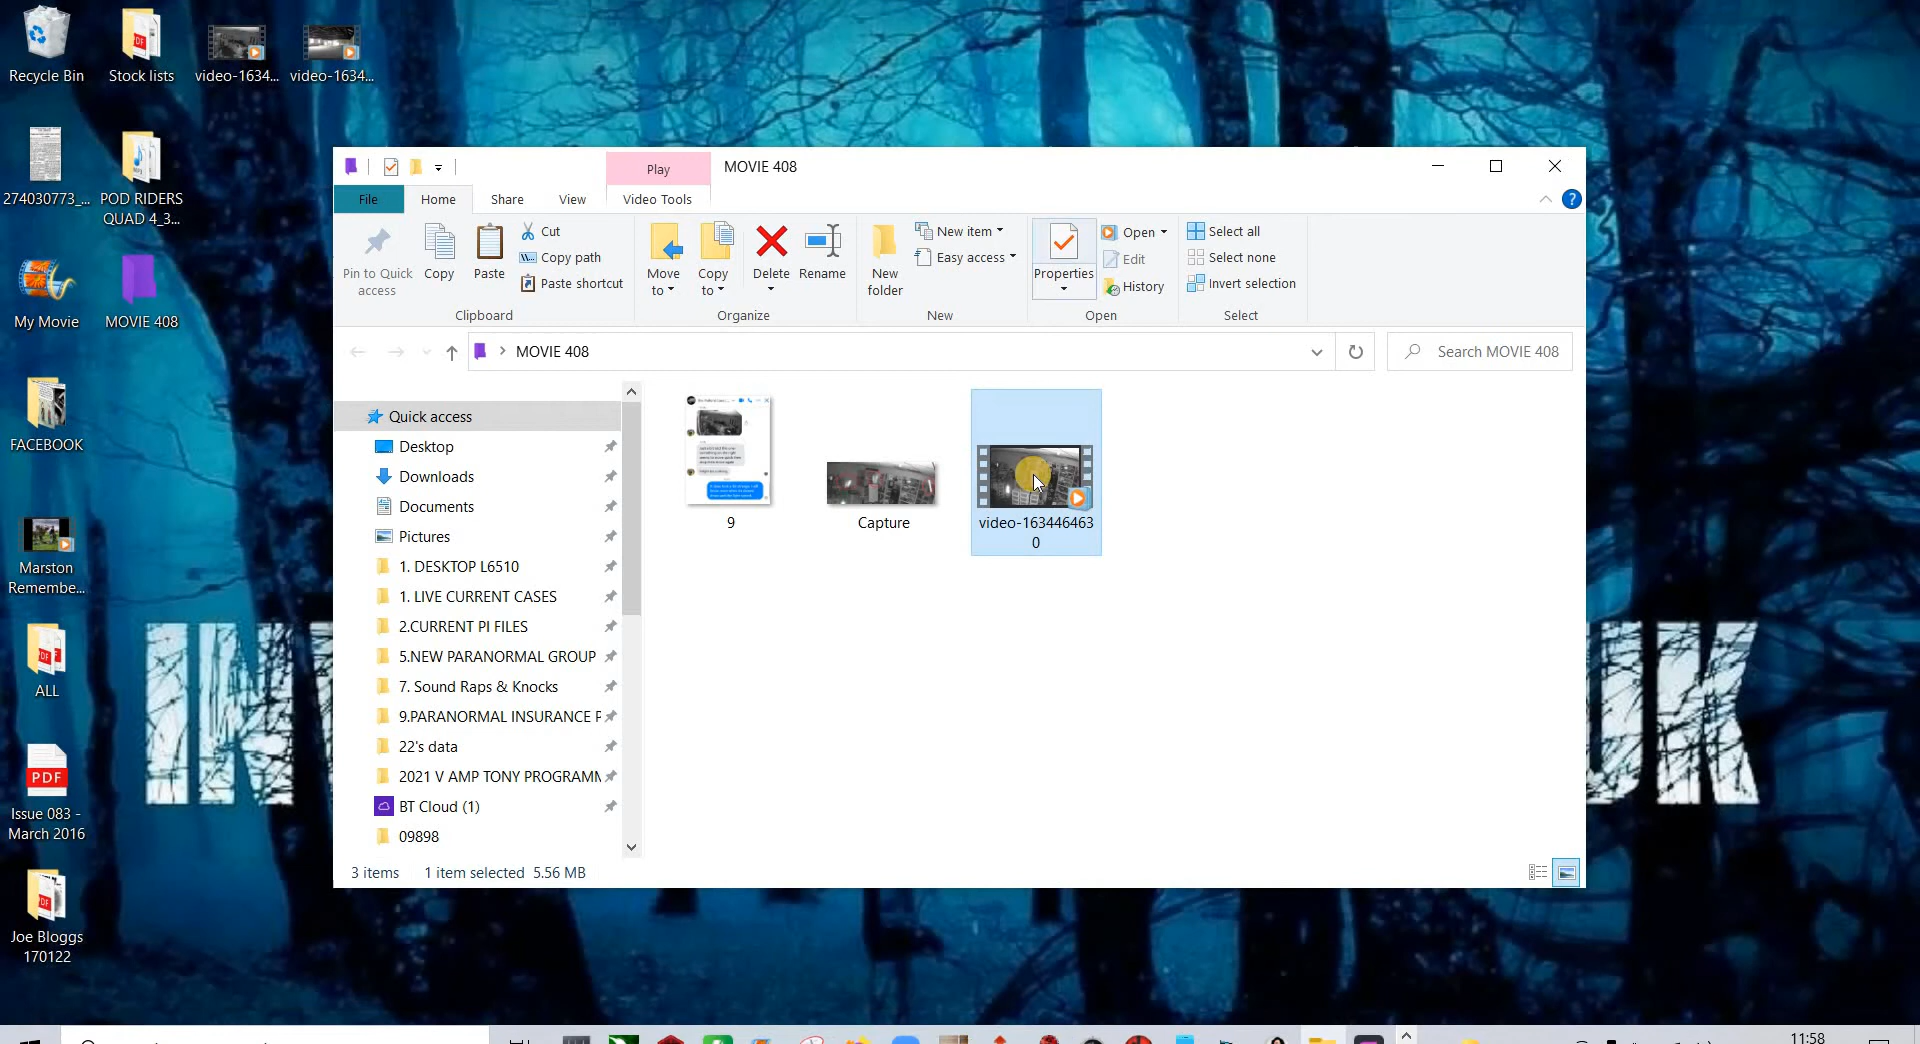 Recycle Bin
Stock lists
video-1634...
video-1634...
274030773_...
POD RIDERS
QUAD 4_3...
My Movie
MOVIE 408
FACEBOOK
Marston
Remembe...
ALL
PDF
Issue 083 -
March 2016
Joe Bloggs
170122
Play
MOVIE 408
File
Home
Share
View
Video Tools
Pin to Quick
access
Copy
Paste
Cut
Copy path
Paste shortcut
Clipboard
Move
to
Copy
to
Delete
Rename
Organize
New
folder
New item
Easy access
New
Properties
Open
Edit
History
Open
Select all
Select none
Invert selection
Select
MOVIE 408
Search MOVIE 408
Quick access
Desktop
Downloads
Documents
Pictures
1. DESKTOP L6510
1. LIVE CURRENT CASES
2.CURRENT PI FILES
5.NEW PARANORMAL GROUP
7. Sound Raps & Knocks
9.PARANORMAL INSURANCE P
22's data
2021 V AMP TONY PROGRAMM
BT Cloud (1)
09898
9
Capture
video-163446463
0
3 items
1 item selected 5.56 MB
11:58